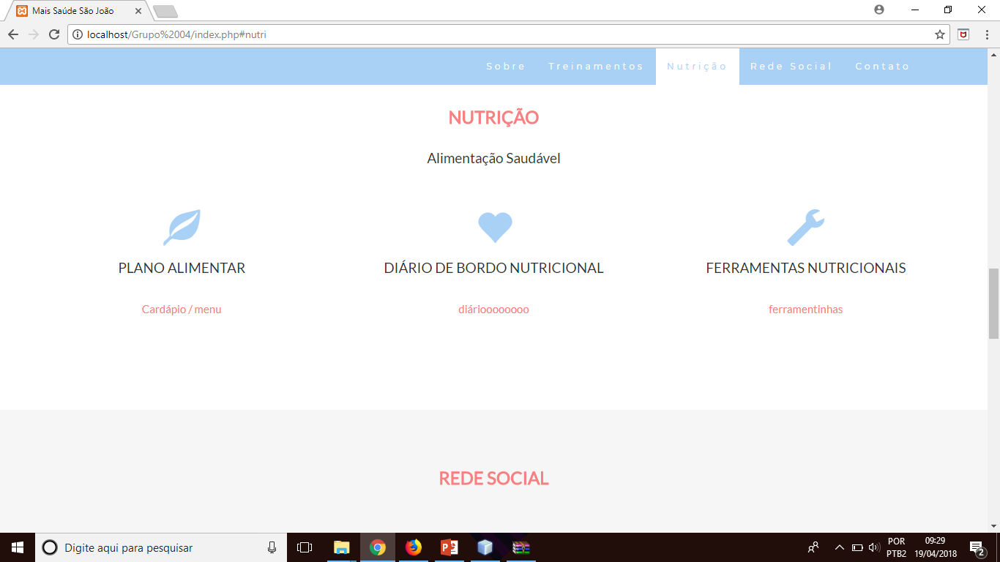 Mais Saúde São João
localhost/Grupo%2004/index.php#nutri
Sobre Treinamentos Nutrição Rede Social Contato
NUTRIÇÃO
Alimentação Saudável
PLANO ALIMENTAR DIÁRIO DE BORDO NUTRICIONAL FERRAMENTAS NUTRICIONAIS
Cardápio / menu diárioooooooo ferramentinhas
REDE SOCIAL
Digite aqui para pesquisar
POR 09:29
PTB2 19/04/2018 2